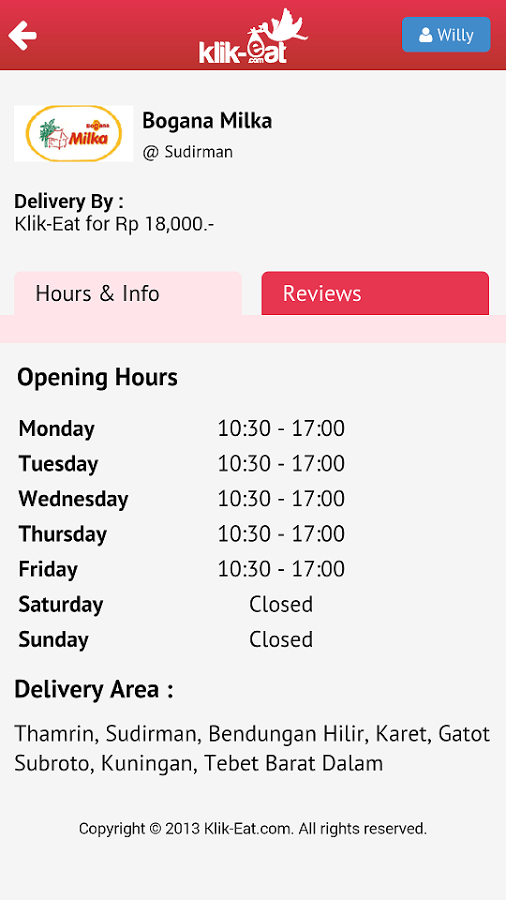 klik-eat
.com
Willy
Bogana
Milka
Bogana Milka
@ Sudirman
Delivery By :
Klik-Eat for Rp 18,000.-
Hours & Info
Reviews
Opening Hours
Monday 10:30 - 17:00
Tuesday 10:30 - 17:00
Wednesday 10:30 - 17:00
Thursday 10:30 - 17:00
Friday 10:30 - 17:00
Saturday Closed
Sunday Closed
Delivery Area :
Thamrin, Sudirman, Bendungan Hilir, Karet, Gatot
Subroto, Kuningan, Tebet Barat Dalam
Copyright © 2013 Klik-Eat.com. All rights reserved.